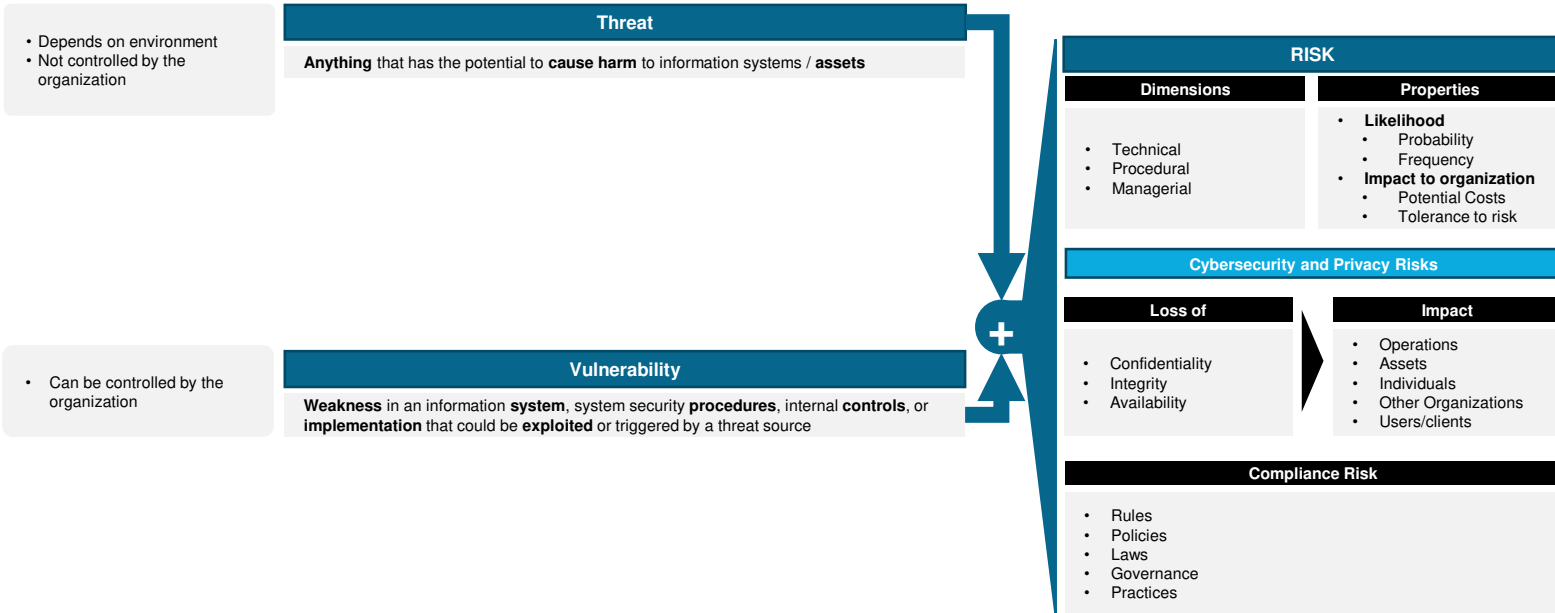 • Depends on environment
• Not controlled by the
organization
Threat
Anything that has the potential to cause harm to information systems / assets
• Can be controlled by the
organization
Vulnerability
Weakness in an information system, system security procedures, internal controls, or
implementation that could be exploited or triggered by a threat source
+
RISK
Dimensions
• Technical
• Procedural
• Managerial
Properties
• Likelihood
• Probability
• Frequency
• Impact to organization
• Potential Costs
• Tolerance to risk
Cybersecurity and Privacy Risks
Loss of
• Confidentiality
• Integrity
• Availability
Impact
• Operations
• Assets
• Individuals
• Other Organizations
• Users/clients
Compliance Risk
• Rules
• Policies
• Laws
• Governance
• Practices